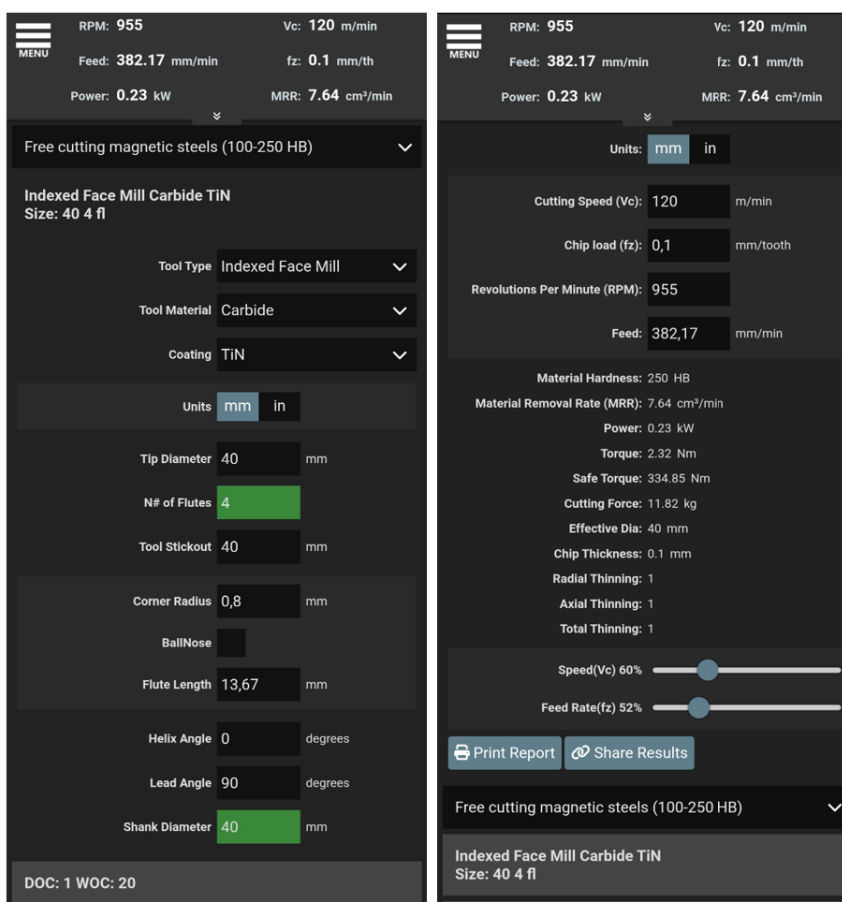 RPM: 955 Vc: 120 m/min
MENU
Feed: 382.17 mm/min fz: 0.1 mm/th
Power: 0.23 kW MRR: 7.64 cm³/min
Free cutting magnetic steels (100-250 HB)
Indexed Face Mill Carbide TiN
Size: 40 4 fl
Tool Type Indexed Face Mill
Tool Material Carbide
Coating TiN
Units mm in
Tip Diameter 40 mm
N# of Flutes 4
Tool Stickout 40 mm
Corner Radius 0,8 mm
BallNose
Flute Length 13,67 mm
Helix Angle 0 degrees
Lead Angle 90 degrees
Shank Diameter 40 mm
DOC: 1 WOC: 20
RPM: 955 Vc: 120 m/min
MENU
Feed: 382.17 mm/min fz: 0.1 mm/th
Power: 0.23 kW MRR: 7.64 cm³/min
Units: mm in
Cutting Speed (Vc): 120 m/min
Chip load (fz): 0,1 mm/tooth
Revolutions Per Minute (RPM): 955
Feed: 382,17 mm/min
Material Hardness: 250 HB
Material Removal Rate (MRR): 7.64 cm³/min
Power: 0.23 kW
Torque: 2.32 Nm
Safe Torque: 334.85 Nm
Cutting Force: 11.82 kg
Effective Dia: 40 mm
Chip Thickness: 0.1 mm
Radial Thinning: 1
Axial Thinning: 1
Total Thinning: 1
Speed(Vc) 60%
Feed Rate(fz) 52%
Print Report Share Results
Free cutting magnetic steels (100-250 HB)
Indexed Face Mill Carbide TiN
Size: 40 4 fl